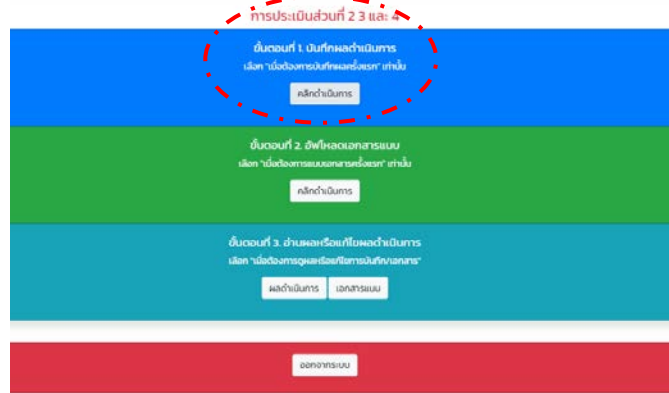 การประเมินส่วนที่ 2 3 และ 4
ขั้นตอนที่ 1. บันทึกผลดำเนินการ
เลือก "เมื่อต้องการบันทึกผลครั้งแรก" เท่านั้น
คลิกดำเนินการ
ขั้นตอนที่ 2. อัพโหลดเอกสารแนบ
เลือก "เมื่อต้องการแนบเอกสารครั้งแรก" เท่านั้น
คลิกดำเนินการ
ขั้นตอนที่ 3. อ่านผลหรือแก้ไขผลดำเนินการ
เลือก "เมื่อต้องการดูผลหรือแก้ไขการบันทึก/เอกสาร"
ผลดำเนินการ เอกสารแนบ
ออกจากระบบ